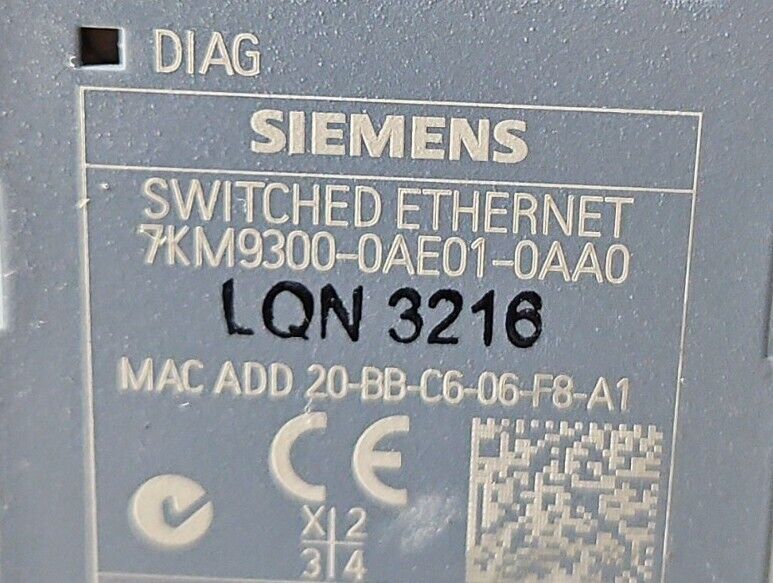 DIAG
SIEMENS
SWITCHED ETHERNET
7KM9300-0AE01-0AA0
LQN 3216
MAC ADD 20-BB-C6-06-F8-A1
CE
X 2
3 4